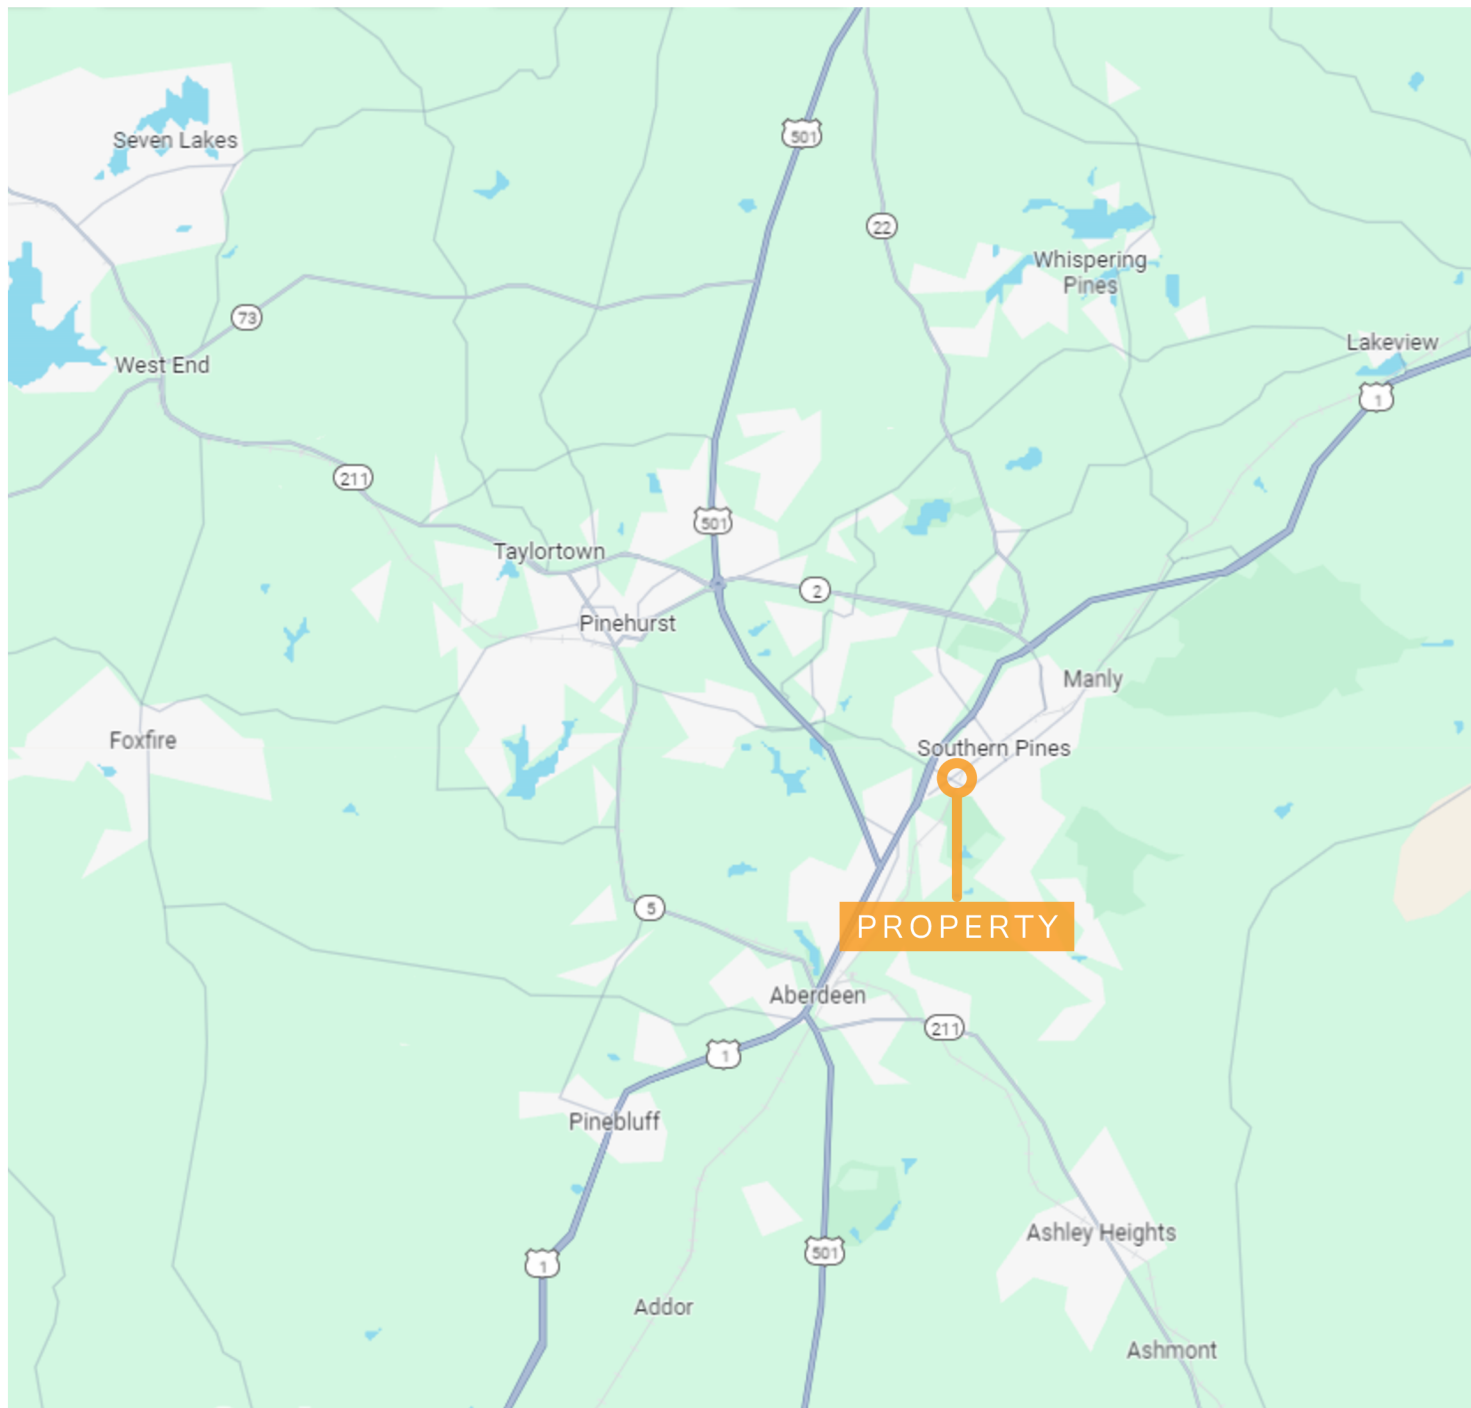 501
Seven Lakes
22
Whispering
Pines
73
Lakeview
West End
1
211
501
Taylortown
2
Pinehurst
Manly
Foxfire
Southern Pines
5
PROPERTY
Aberdeen
211
1
Pinebluff
Ashley Heights
501
1
Addor
Ashmont